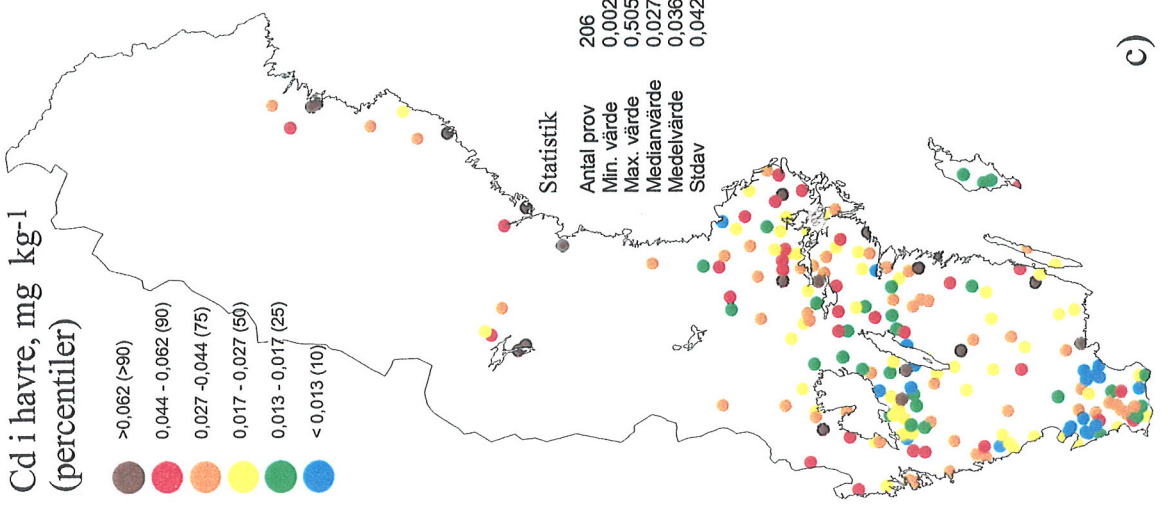 Cd i havre, mg kg-1
(percentiler)
>0,062 (>90)
0,044 - 0,062 (90)
0,027 -0,044 (75)
0,017 - 0,027 (50)
0,013 - 0,017 (25)
< 0,013 (10)
Statistik
Antal prov 206
Min. värde 0,002
Max. värde 0,505
Medianvärde 0,027
Medelvärde 0,036
Stdav 0,042
c)